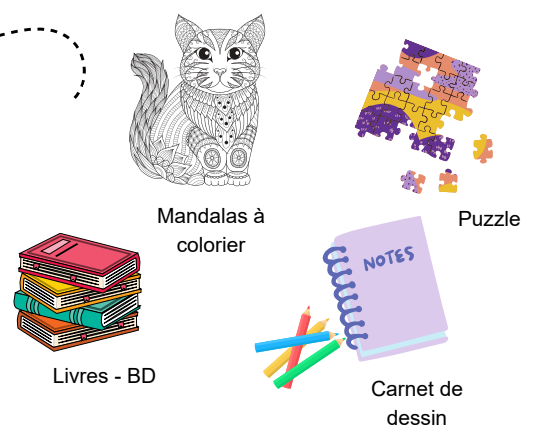 Mandalas à
colorier
Puzzle
NOTES
Livres - BD
Carnet de
dessin